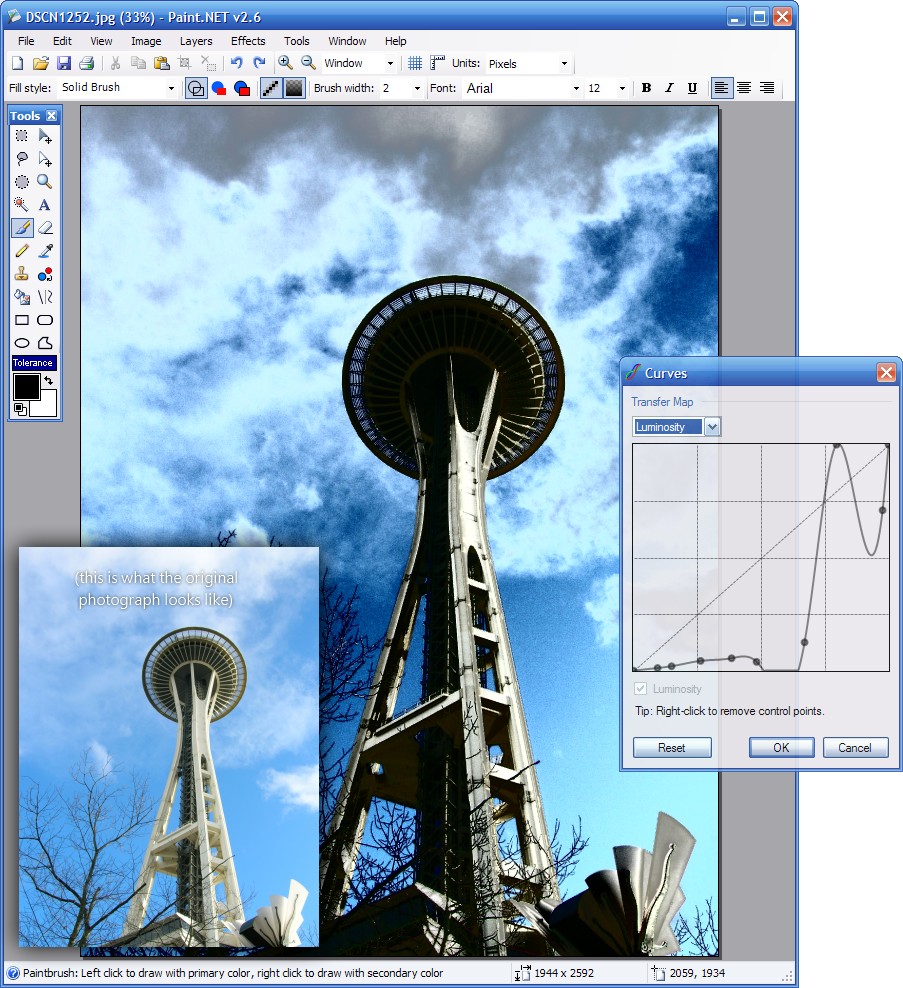 DSCN1252.jpg (33%) - Paint.NET v2.6
File Edit View Image Layers Effects Tools Window Help
Window Units: Pixels
Fill style: Solid Brush Brush width: 2 Font: Arial 12 B I U
Tools
A
Tolerance
(this is what the original
photograph looks like)
Curves
Transfer Map
Luminosity
Luminosity
Tip: Right-click to remove control points.
Reset OK Cancel
Paintbrush: Left click to draw with primary color, right click to draw with secondary color 1944 x 2592 2059, 1934